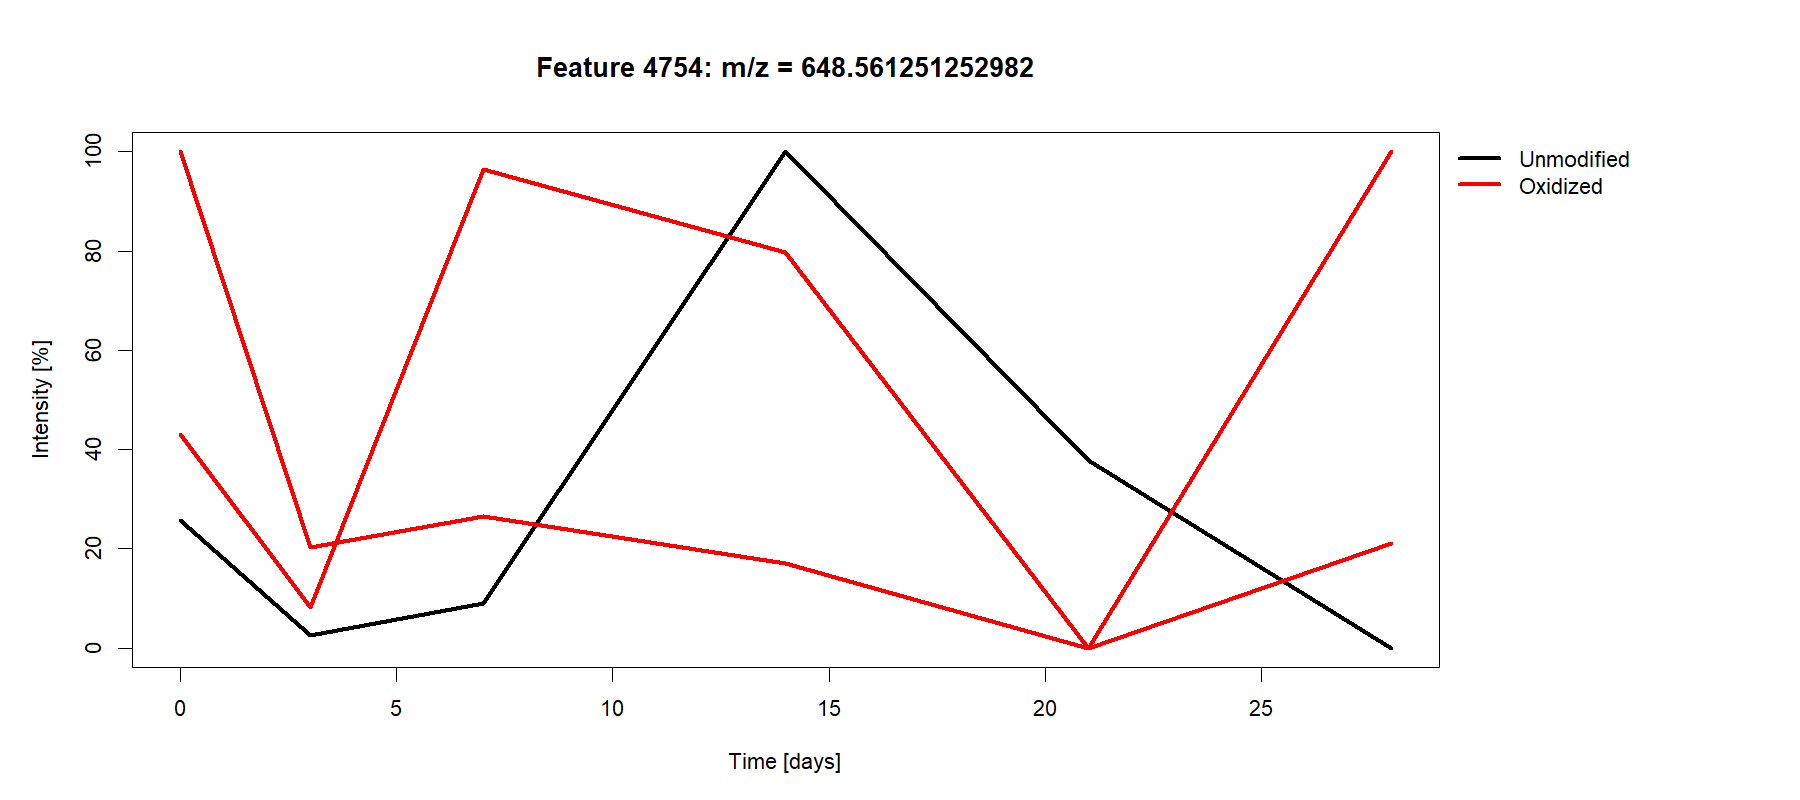 Feature 4754: m/z = 648.561251252982
Unmodified
Oxidized
Intensity [%]
100
80
60
40
20
0
0 5 10 15 20 25
Time [days]